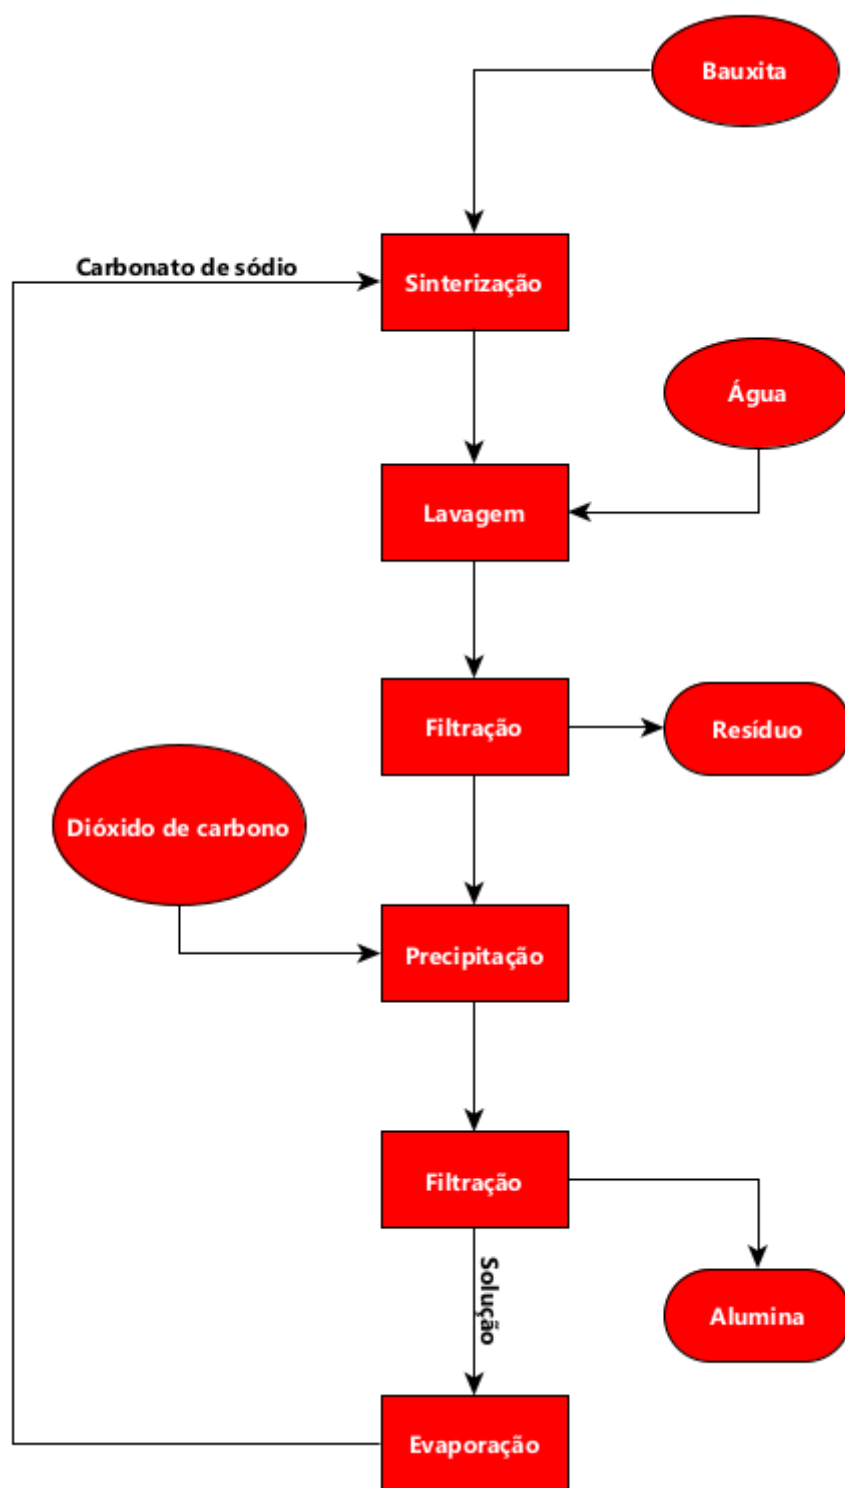 Bauxita
Carbonato de sódio
Sinterização
Água
Lavagem
Filtração
Resíduo
Dióxido de carbono
Precipitação
Filtração
Solução
Alumina
Evaporação